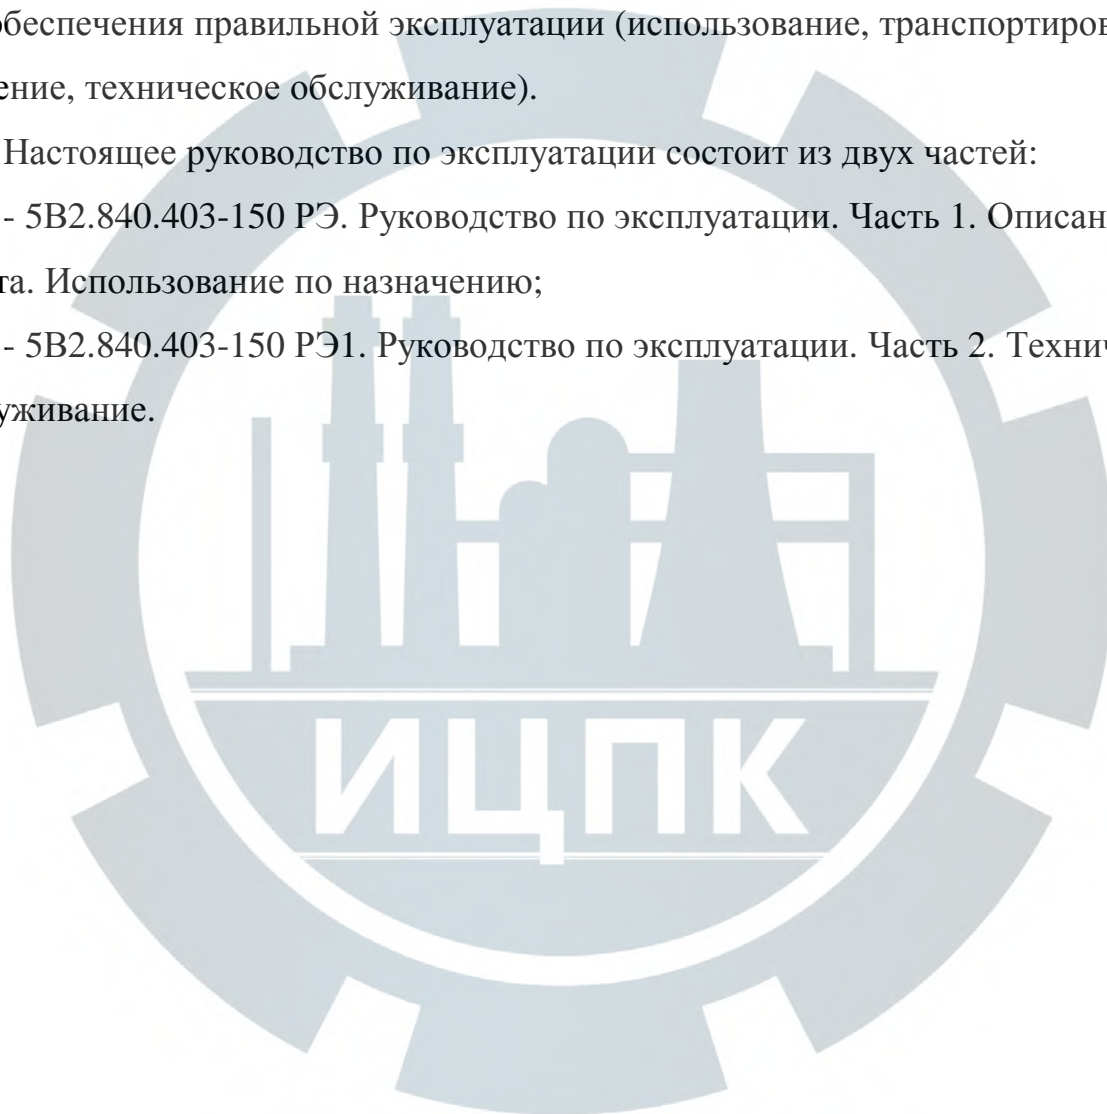 обеспечения правильной эксплуатации (использование, транспортиров
ение, техническое обслуживание).
Настоящее руководство по эксплуатации состоит из двух частей:
- 5В2.840.403-150 РЭ. Руководство по эксплуатации. Часть 1. Описан
та. Использование по назначению;
- 5В2.840.403-150 РЭ1. Руководство по эксплуатации. Часть 2. Технич
уживание.
ИЦПК